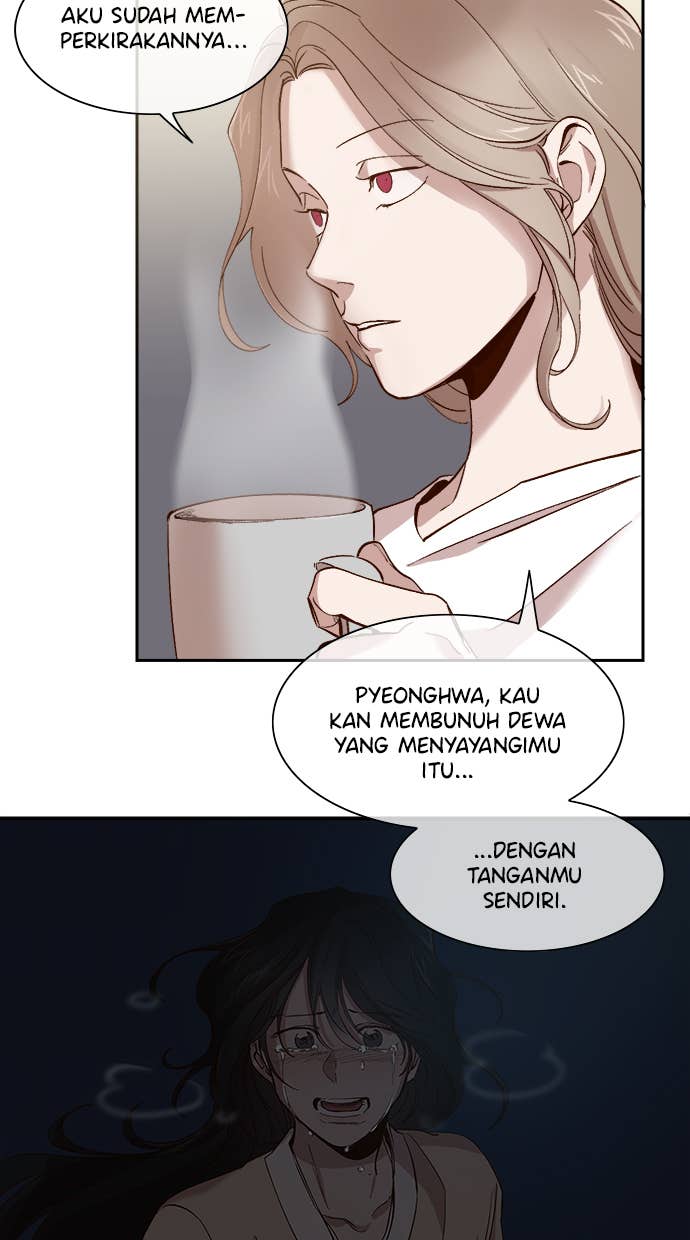 AKU SUDAH MEM-
PERKIRAKANNYA...
PYEONGHWA, KAU
KAN MEMBUNUH DEWA
YANG MENYAYANGIMU
ITU...
...DENGAN
TANGANMU
SENDIRI.